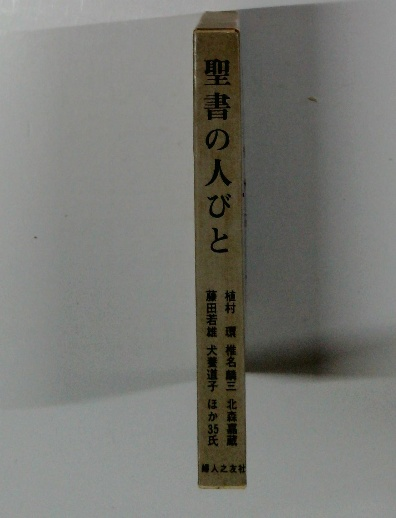 聖書の人びと
植村環 椎名麟三 北森嘉蔵
藤田若雄 犬養道子 ほか35氏
婦人之友社